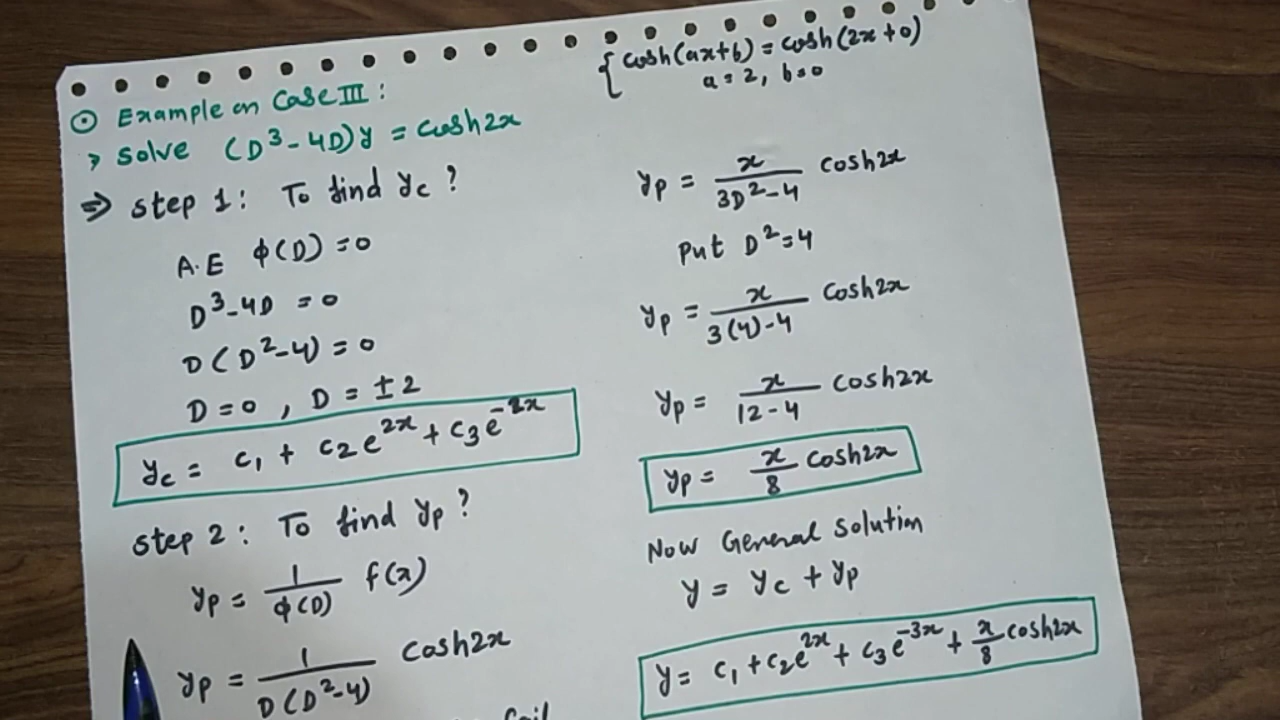 ⊙ Example on Case III :
> Solve (D³-4D)y = cosh2x
⇒ Step 1: To find yc ?
A.E ϕ(D) = 0
D³-4D = 0
D(D²-4) = 0
D = 0 , D = ±2
yc = c₁ + c₂e^{2x} + c₃e^{-2x}
Step 2: To find yp ?
yp = 1/ϕ(D) f(x)
yp = 1/D(D²-4) cosh2x
fail
{ cosh(ax+b) = cosh(2x+0)
a = 2, b = 0
yp = x/3D²-4 cosh2x
Put D² = 4
yp = x/3(4)-4 cosh2x
yp = x/12-4 cosh2x
yp = x/8 cosh2x
Now General Solution
y = yc + yp
y = c₁ + c₂e^{2x} + c₃e^{-3x} + x/8 cosh2x